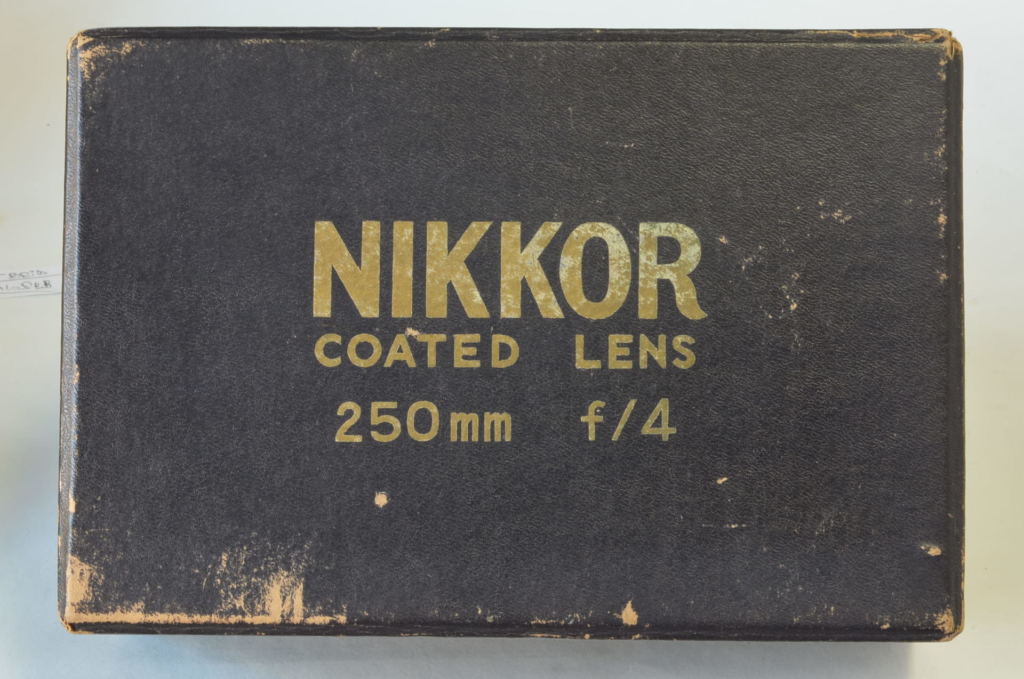 NIKKOR
COATED LENS
250mm f/4